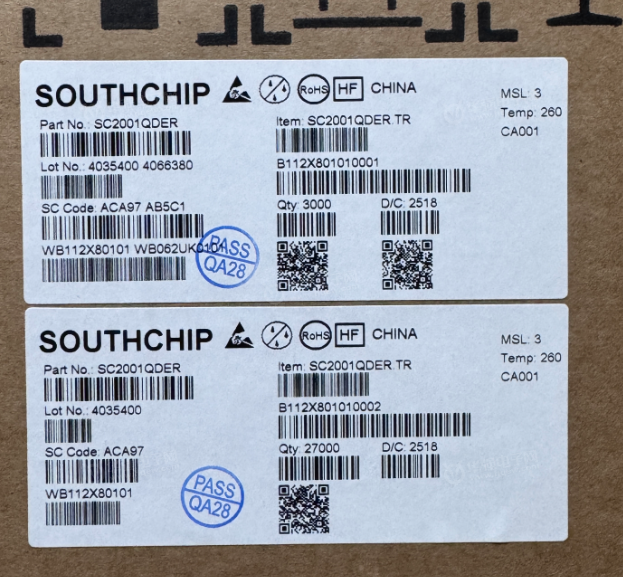 SOUTHCHIP RoHS HF CHINA
MSL: 3
Part No.: SC2001QDER
Item: SC2001QDER.TR
Temp: 260
CA001
Lot No.: 4035400 4066380
B112X801010001
SC Code: ACA97 AB5C1
Qty: 3000
D/C: 2518
WB112X80101
PASS
QA28
SOUTHCHIP RoHS HF CHINA
MSL: 3
Part No.: SC2001QDER
Item: SC2001QDER.TR
Temp: 260
CA001
Lot No.: 4035400
B112X801010002
SC Code: ACA97
Qty: 27000
D/C: 2518
WB112X80101
PASS
QA28